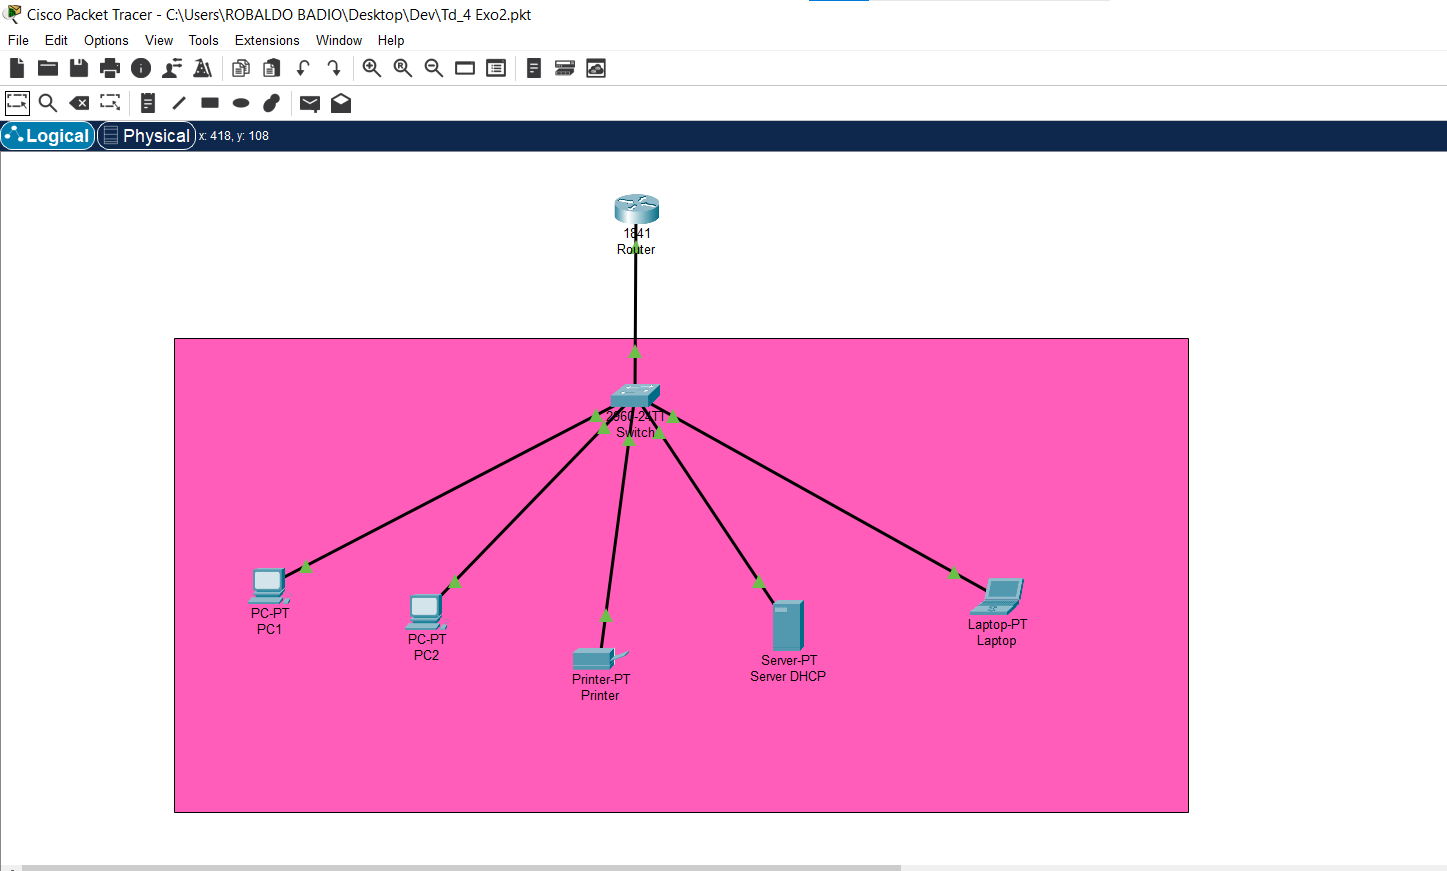 Cisco Packet Tracer - C:\Users\ROBALDO BADIO\Desktop\Dev\Td_4 Exo2.pkt
File Edit Options View Tools Extensions Window Help
Logical Physical x: 418, y: 108
1841
Router
2960-24TT
Switch
PC-PT
PC1
PC-PT
PC2
Printer-PT
Printer
Server-PT
Server DHCP
Laptop-PT
Laptop